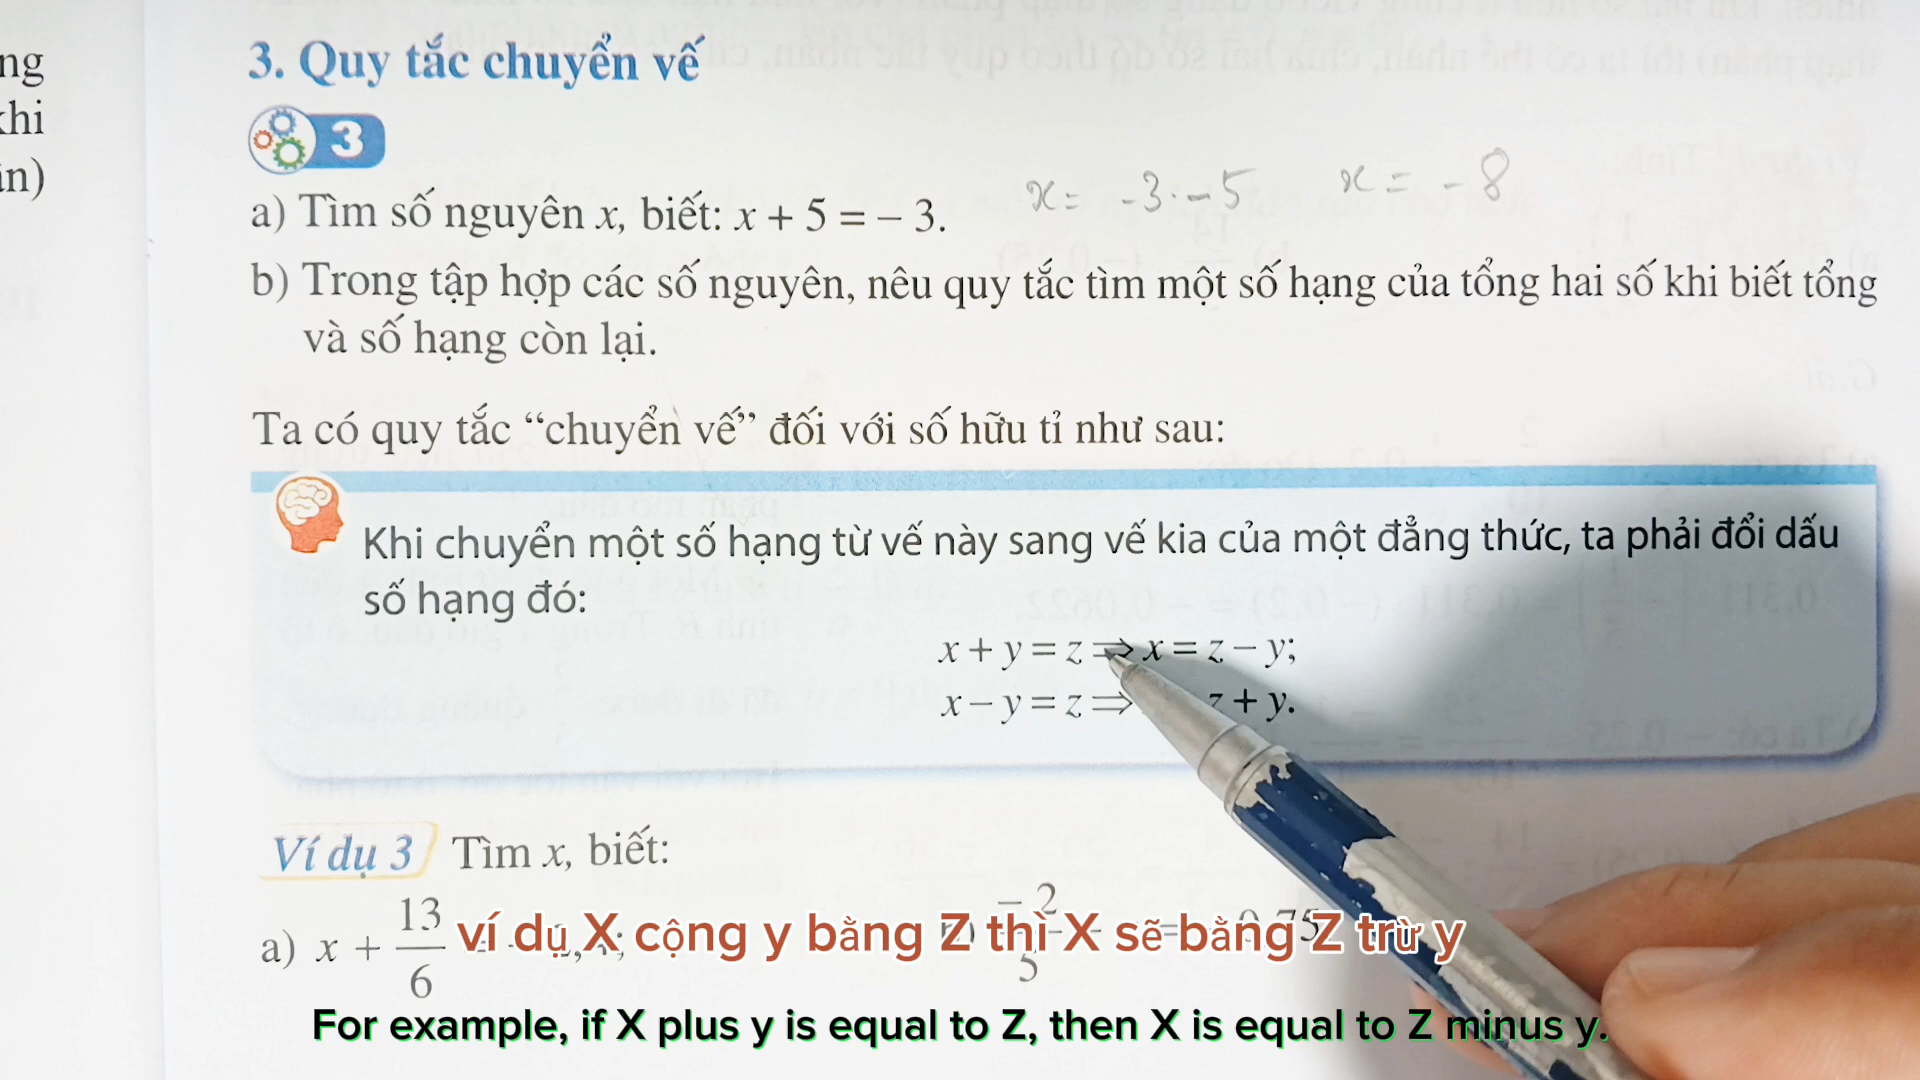 ng
khi
ân)
3. Quy tắc chuyển vế
3
a) Tìm số nguyên x, biết: x + 5 = – 3.
x = -3 - 5 x = - 8
b) Trong tập hợp các số nguyên, nêu quy tắc tìm một số hạng của tổng hai số khi biết tổng
và số hạng còn lại.
Ta có quy tắc “chuyển vế” đối với số hữu tỉ như sau:
Khi chuyển một số hạng từ vế này sang vế kia của một đẳng thức, ta phải đổi dấu
số hạng đó:
x + y = z ⇒ x = z – y;
x – y = z ⇒ z + y.
Ví dụ 3 Tìm x, biết:
a) x + 13/6
ví dụ X cộng y bằng Z thì X sẽ bằng Z trừ y
For example, if X plus y is equal to Z, then X is equal to Z minus y.